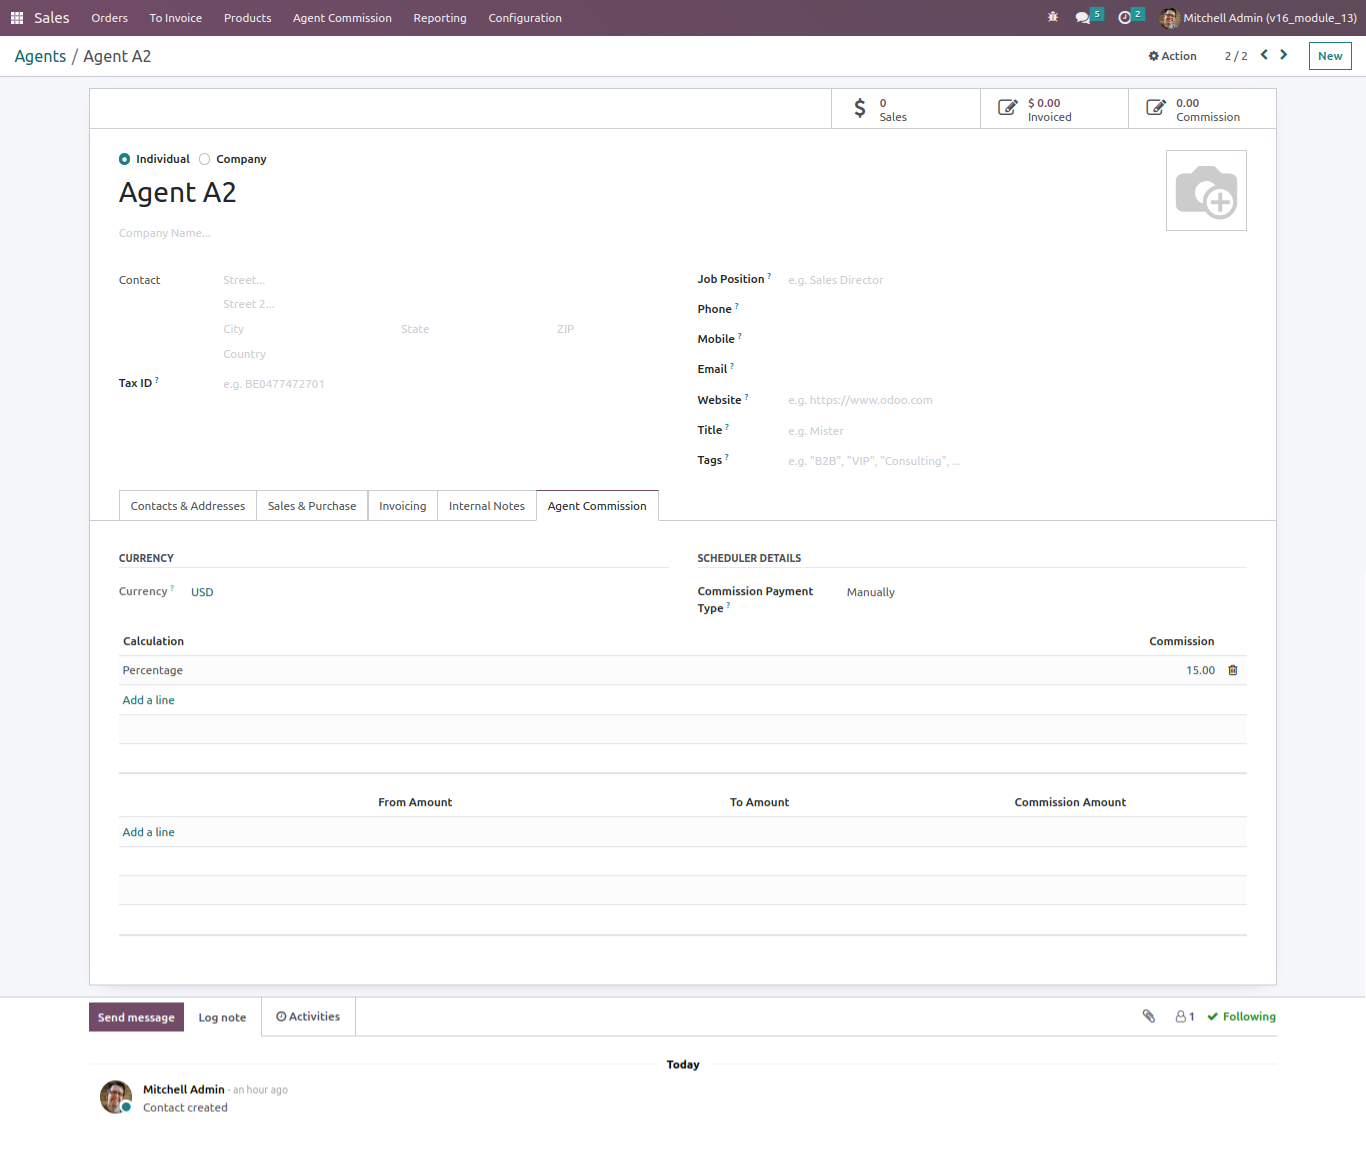 Sales Orders To Invoice Products Agent Commission Reporting Configuration 5 2 Mitchell Admin (v16_module_13)
Agents / Agent A2 Action 2 / 2 New
0 Sales
$ 0.00 Invoiced
0.00 Commission
Individual Company
Agent A2
Company Name...
Contact Street...
Street 2...
City State ZIP
Country
Tax ID ? e.g. BE0477472701
Job Position ? e.g. Sales Director
Phone ?
Mobile ?
Email ?
Website ? e.g. https://www.odoo.com
Title ? e.g. Mister
Tags ? e.g. "B2B", "VIP", "Consulting", ...
Contacts & Addresses Sales & Purchase Invoicing Internal Notes Agent Commission
CURRENCY
Currency ? USD
SCHEDULER DETAILS
Commission Payment Type ? Manually
Calculation Commission
Percentage 15.00
Add a line
From Amount To Amount Commission Amount
Add a line
Send message Log note Activities 1 Following
Today
Mitchell Admin - an hour ago
Contact created